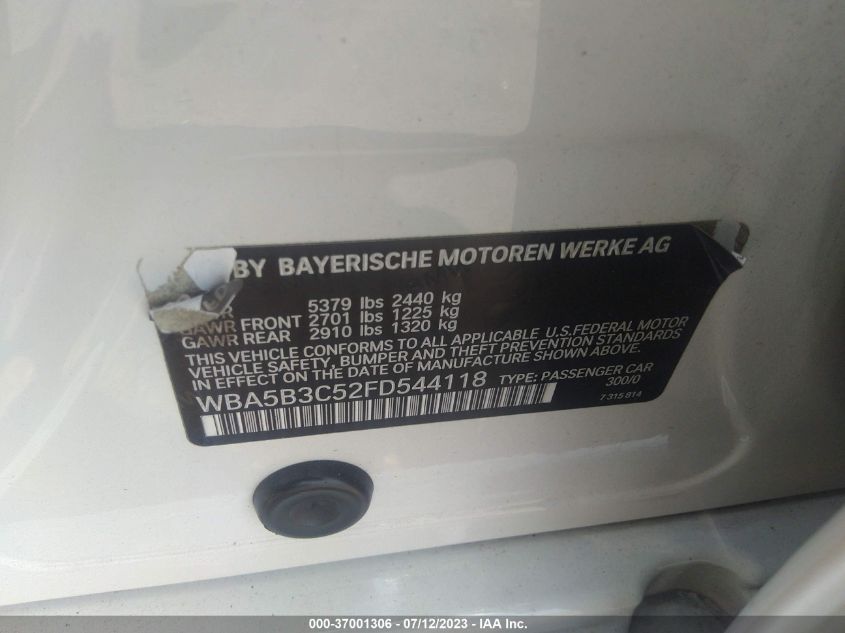 BY BAYERISCHE MOTOREN WERKE AG
5379 lbs 2440 kg
GAWR FRONT 2701 lbs 1225 kg
GAWR REAR 2910 lbs 1320 kg
THIS VEHICLE CONFORMS TO ALL APPLICABLE U.S.FEDERAL MOTOR
VEHICLE SAFETY, BUMPER AND THEFT PREVENTION STANDARDS
IN EFFECT ON THE DATE OF MANUFACTURE SHOWN ABOVE.
WBA5B3C52FD544118 TYPE: PASSENGER CAR
300/0
7 315 814
000-37001306 - 07/12/2023 - IAA Inc.